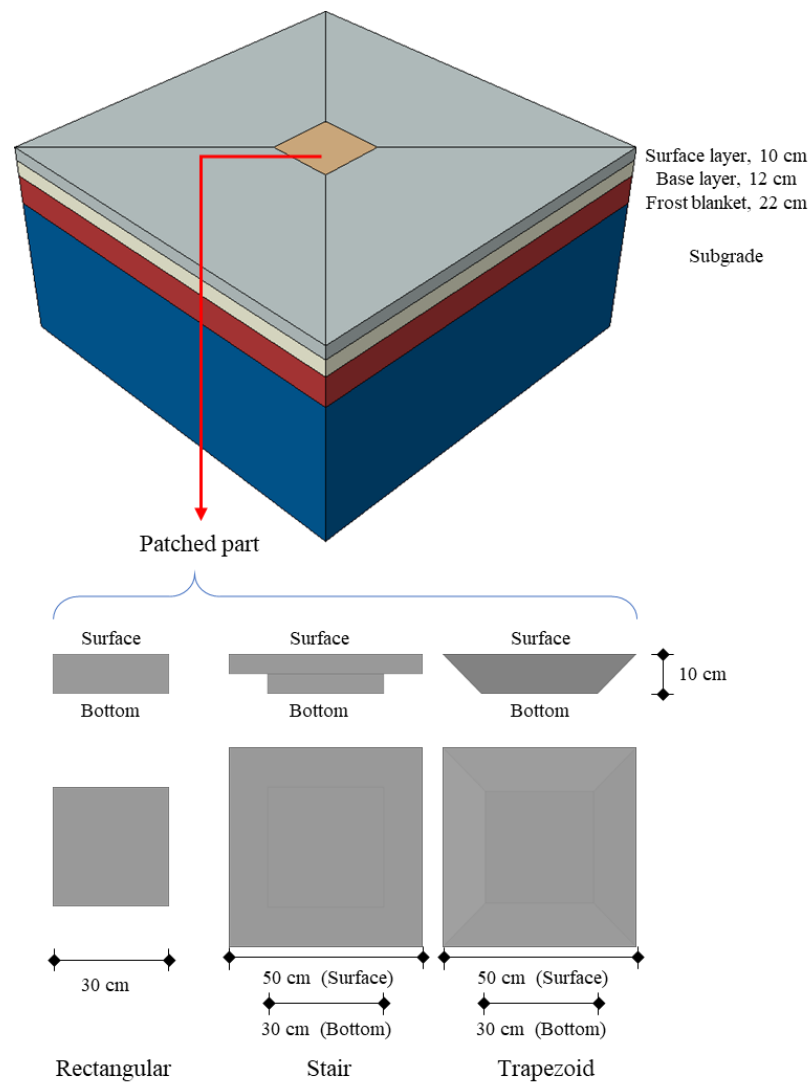 Surface layer, 10 cm
Base layer, 12 cm
Frost blanket, 22 cm
Subgrade
Patched part
Surface
Surface
Surface
10 cm
Bottom
Bottom
Bottom
30 cm
50 cm (Surface)
50 cm (Surface)
30 cm (Bottom)
30 cm (Bottom)
Rectangular
Stair
Trapezoid